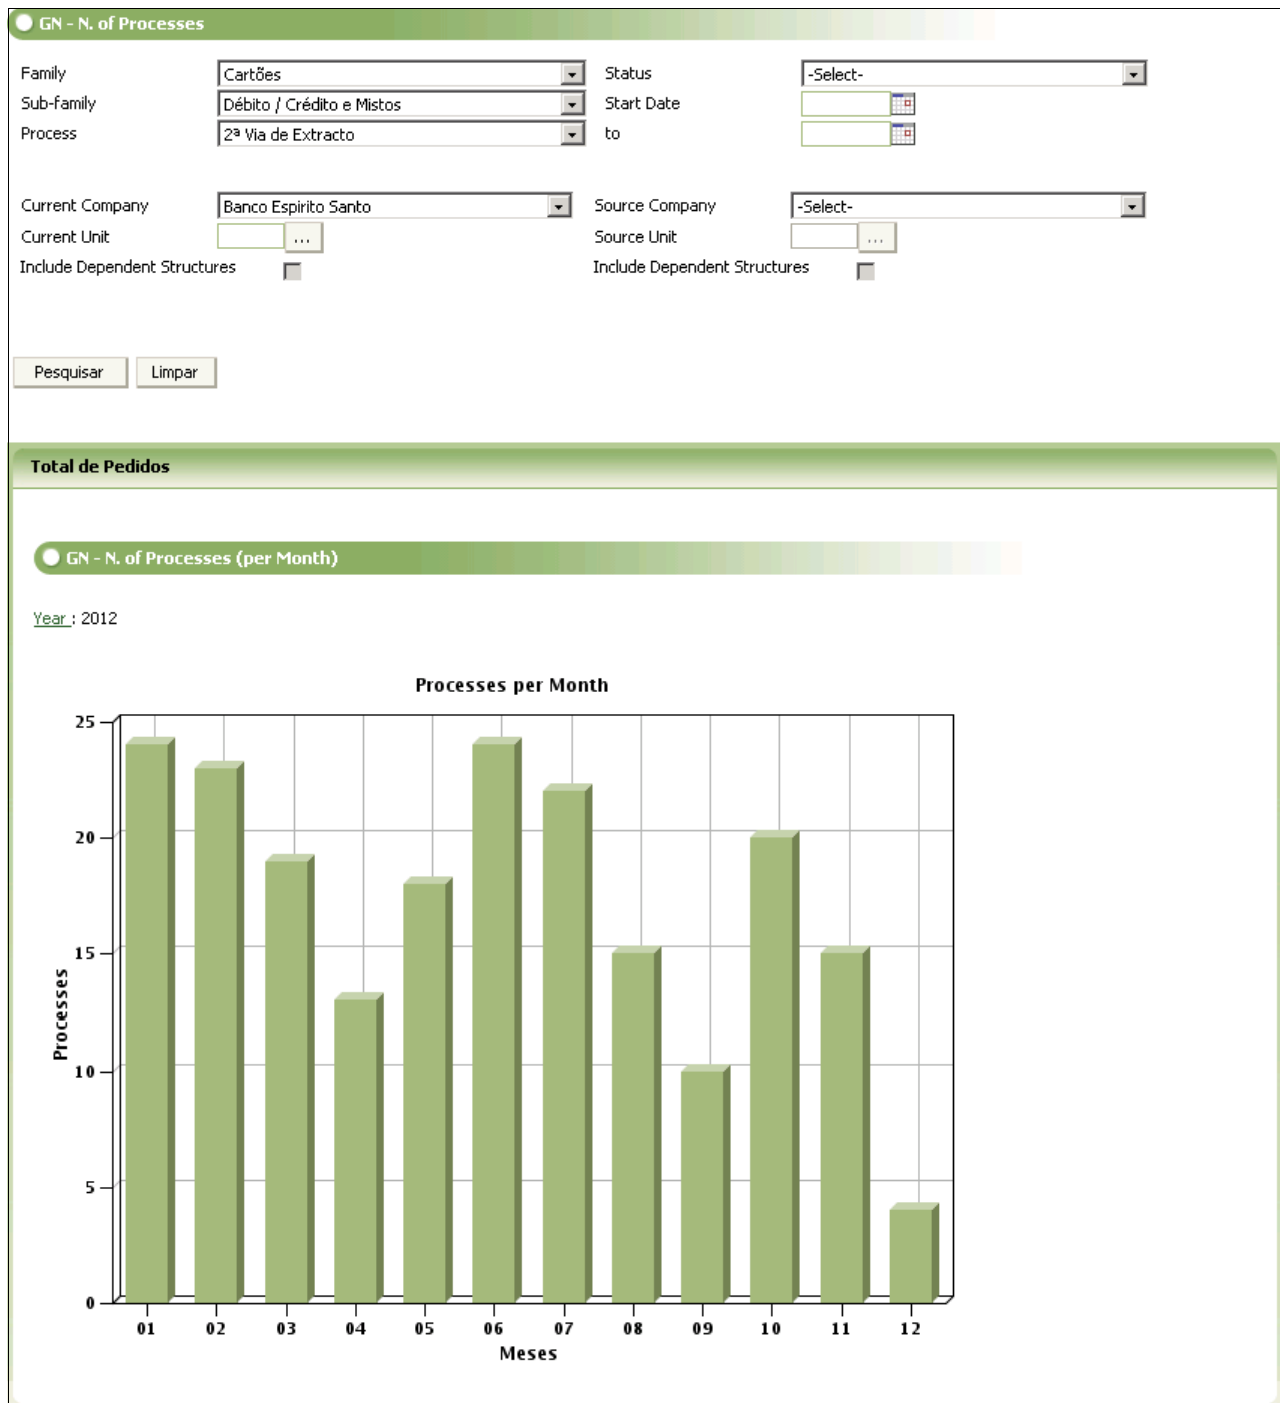 GN - N. of Processes
Family Cartões Status -Select-
Sub-family Débito / Crédito e Mistos Start Date
Process 2ª Via de Extracto to
Current Company Banco Espirito Santo Source Company -Select-
Current Unit ... Source Unit ...
Include Dependent Structures Include Dependent Structures
Pesquisar Limpar
Total de Pedidos
GN - N. of Processes (per Month)
Year : 2012
Processes per Month
25
20
15
10
5
0
Processes
01 02 03 04 05 06 07 08 09 10 11 12
Meses